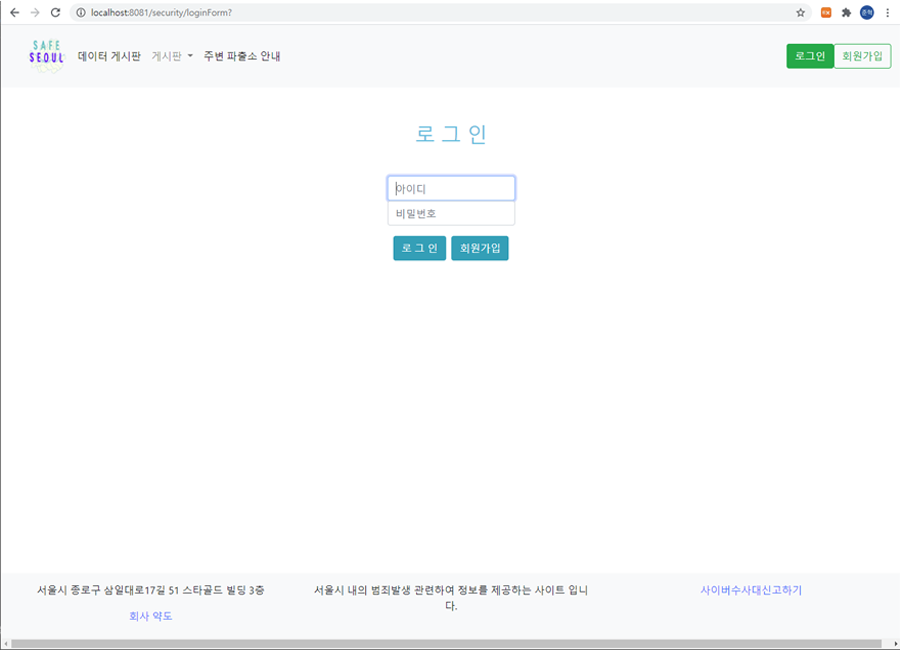 localhost:8081/security/loginForm?
SAFE
SEOUL
데이터 게시판 게시판 주변 파출소 안내
로그인 회원가입
로 그 인
아이디
비밀번호
로 그 인 회원가입
서울시 종로구 삼일대로17길 51 스타골드 빌딩 3층
회사 약도
서울시 내의 범죄발생 관련하여 정보를 제공하는 사이트 입니
다.
사이버수사대신고하기